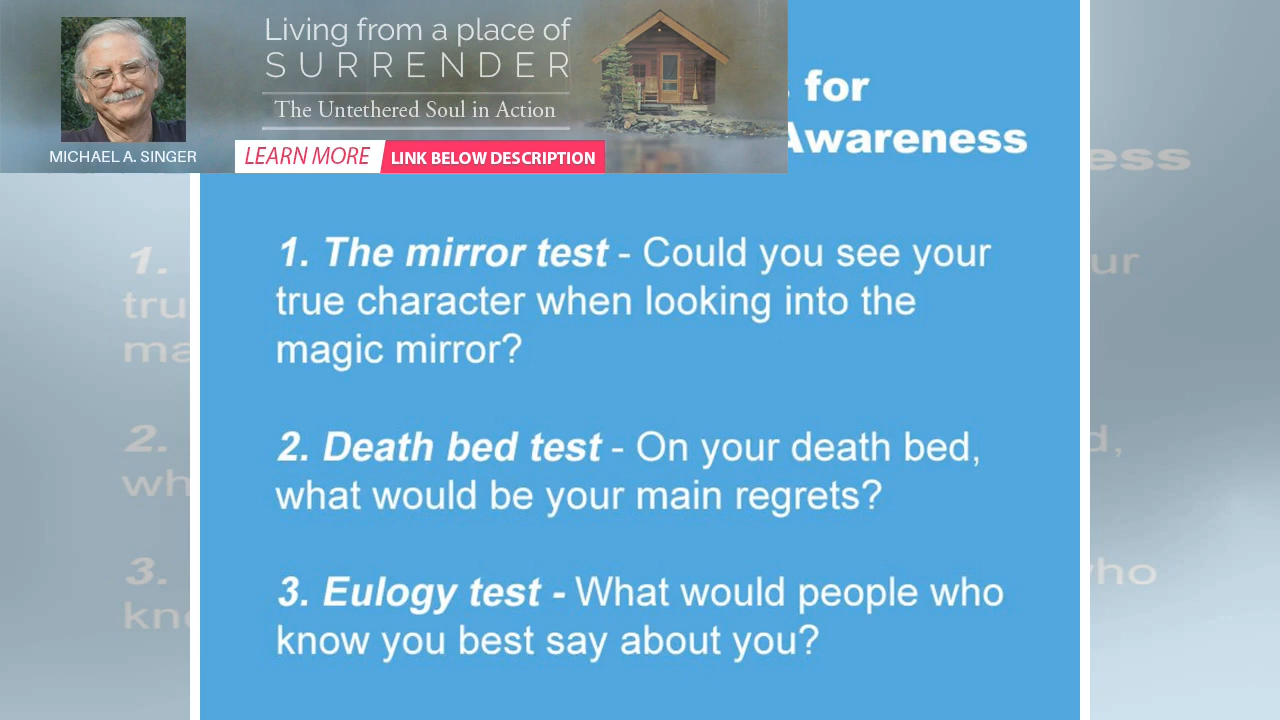 Living from a place of
SURRENDER
The Untethered Soul in Action
MICHAEL A. SINGER
LEARN MORE
LINK BELOW DESCRIPTION
for
Awareness
1. The mirror test - Could you see your
true character when looking into the
magic mirror?
2. Death bed test - On your death bed,
what would be your main regrets?
3. Eulogy test - What would people who
know you best say about you?